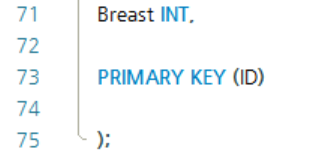 71 Breast INT,
72
73 PRIMARY KEY (ID)
74
75 );